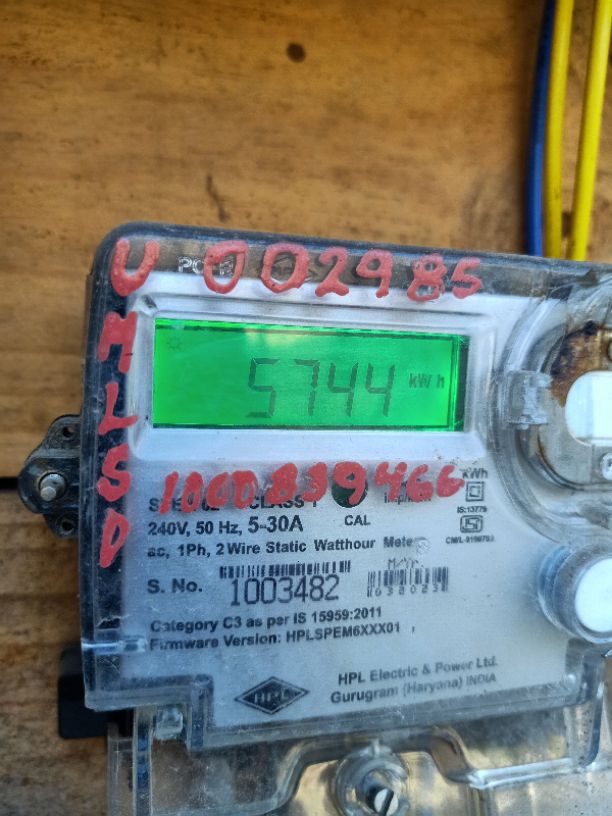 U 002985
M
L
S
D
5744 kWh
1000839466
kWh
CLASS 1
240V, 50 Hz, 5-30A
CAL
IS:13779
ac, 1Ph, 2 Wire Static Watthour Meter
M/Yr.
S. No. 1003482
Category C3 as per IS 15959:2011
Firmware Version: HPLSPEM6XXX01
HPL
HPL Electric & Power Ltd.
Gurugram (Haryana) INDIA